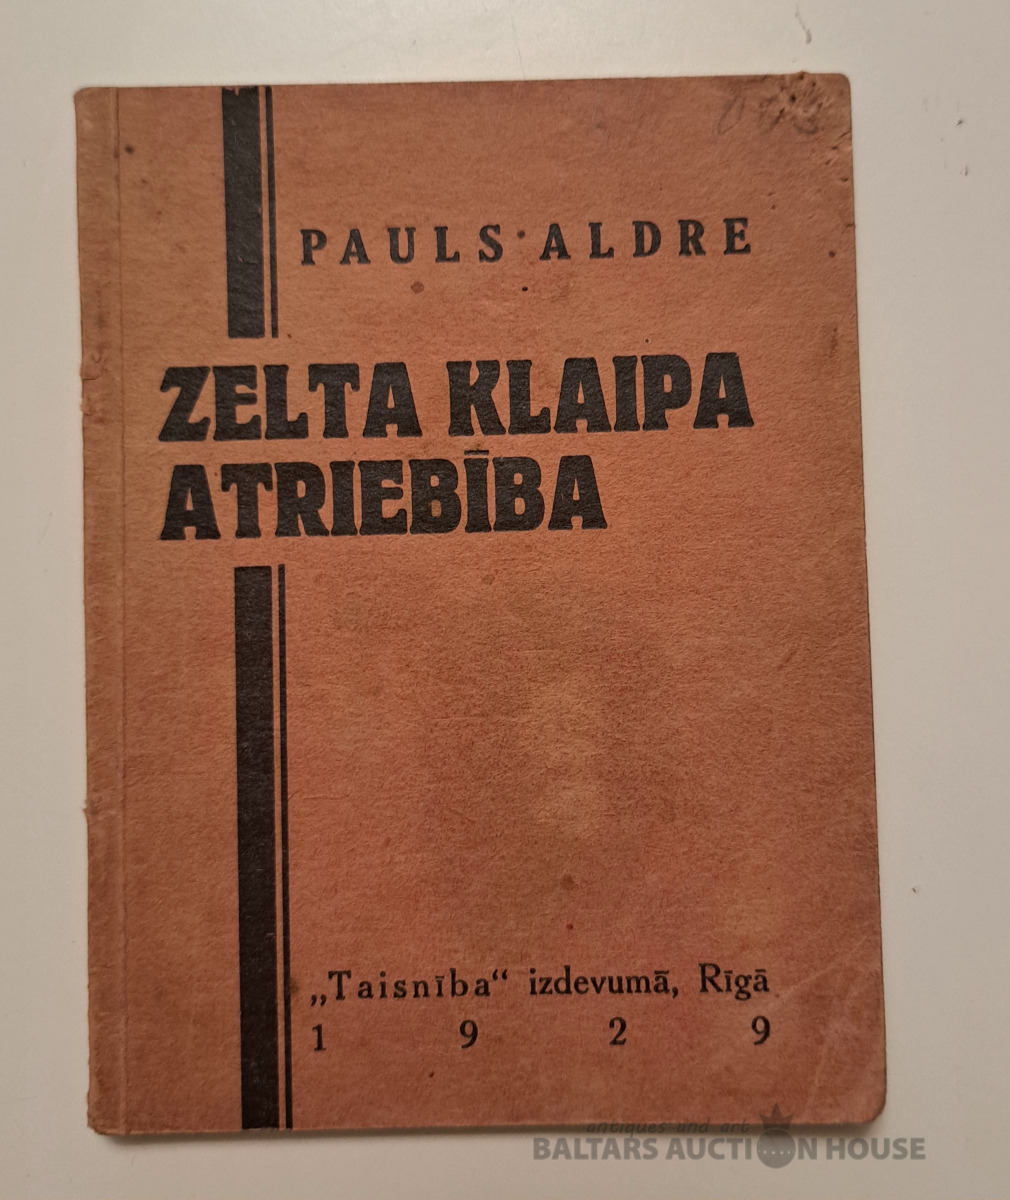 PAULS ALDRE
ZELTA KLAIPA
ATRIEBĪBA
„Taisnība“ izdevumā, Rīgā
1 9 2 9
antiques and art
BALTARS AUCTION HOUSE